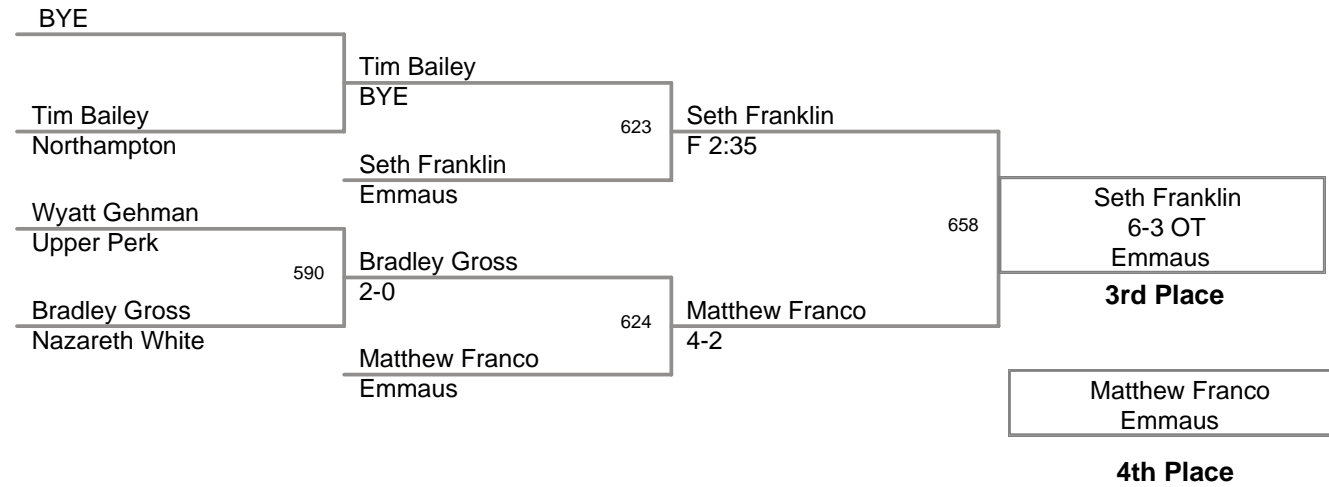 BYE
Tim Bailey
BYE
Tim Bailey
Northampton
623
Seth Franklin
F 2:35
Seth Franklin
Emmaus
Wyatt Gehman
Upper Perk
590
Bradley Gross
2-0
Bradley Gross
Nazareth White
624
Matthew Franco
4-2
Matthew Franco
Emmaus
658
Seth Franklin
6-3 OT
Emmaus
3rd Place
Matthew Franco
Emmaus
4th Place